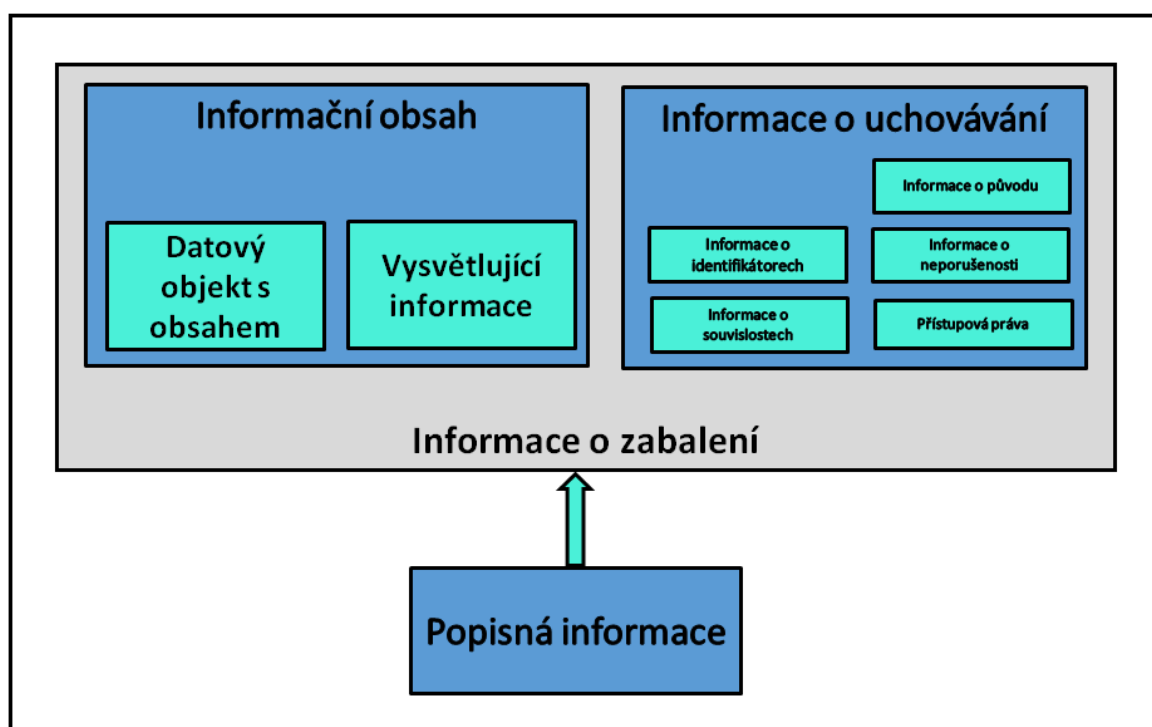 Informační obsah
Datový
objekt s
obsahem
Vysvětlující
informace
Informace o uchovávání
Informace o původu
Informace o
identifikátorech
Informace o
neporušenosti
Informace o
souvislostech
Přístupová práva
Informace o zabalení
Popisná informace